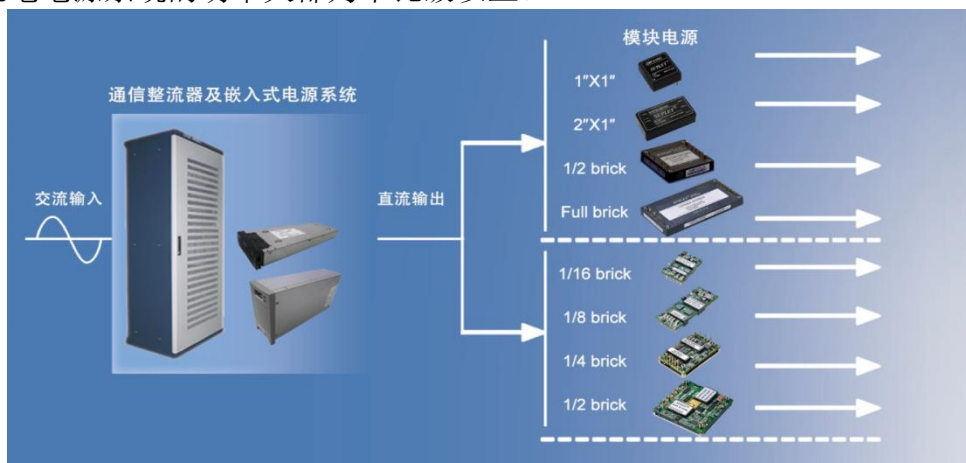 模块电源
1"X1"
通信整流器及嵌入式电源系统
2"X1"
1/2 brick
交流输入
直流输出
Full brick
1/16 brick
1/8 brick
1/4 brick
1/2 brick